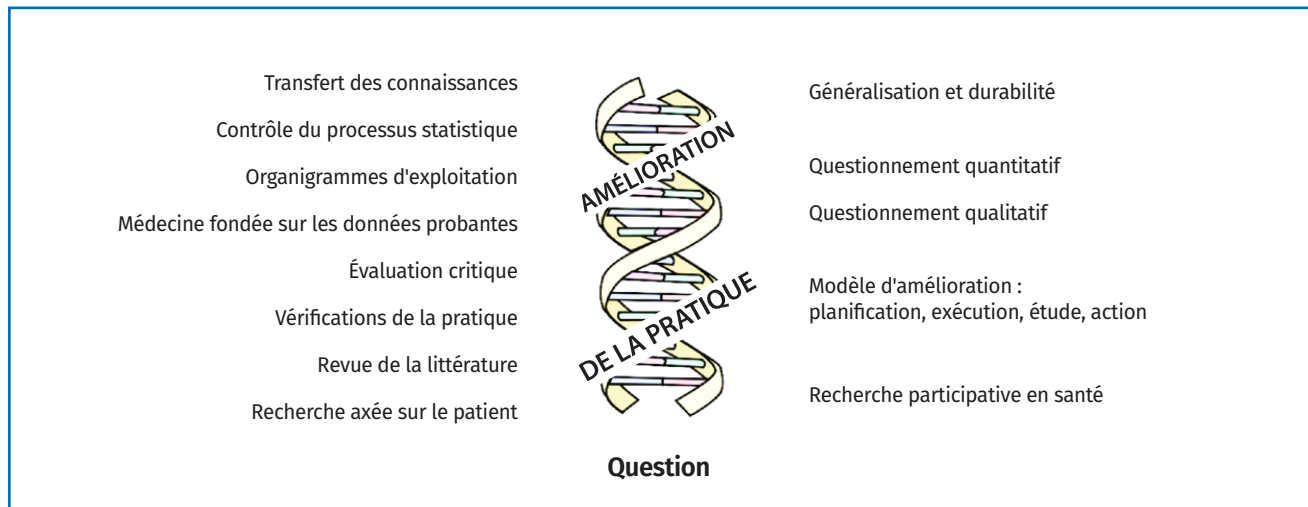 Transfert des connaissances
Contrôle du processus statistique
Organigrammes d'exploitation
Médecine fondée sur les données probantes
Évaluation critique
Vérifications de la pratique
Revue de la littérature
Recherche axée sur le patient
AMÉLIORATION
DE LA PRATIQUE
Généralisation et durabilité
Questionnement quantitatif
Questionnement qualitatif
Modèle d'amélioration :
planification, exécution, étude, action
Recherche participative en santé
Question